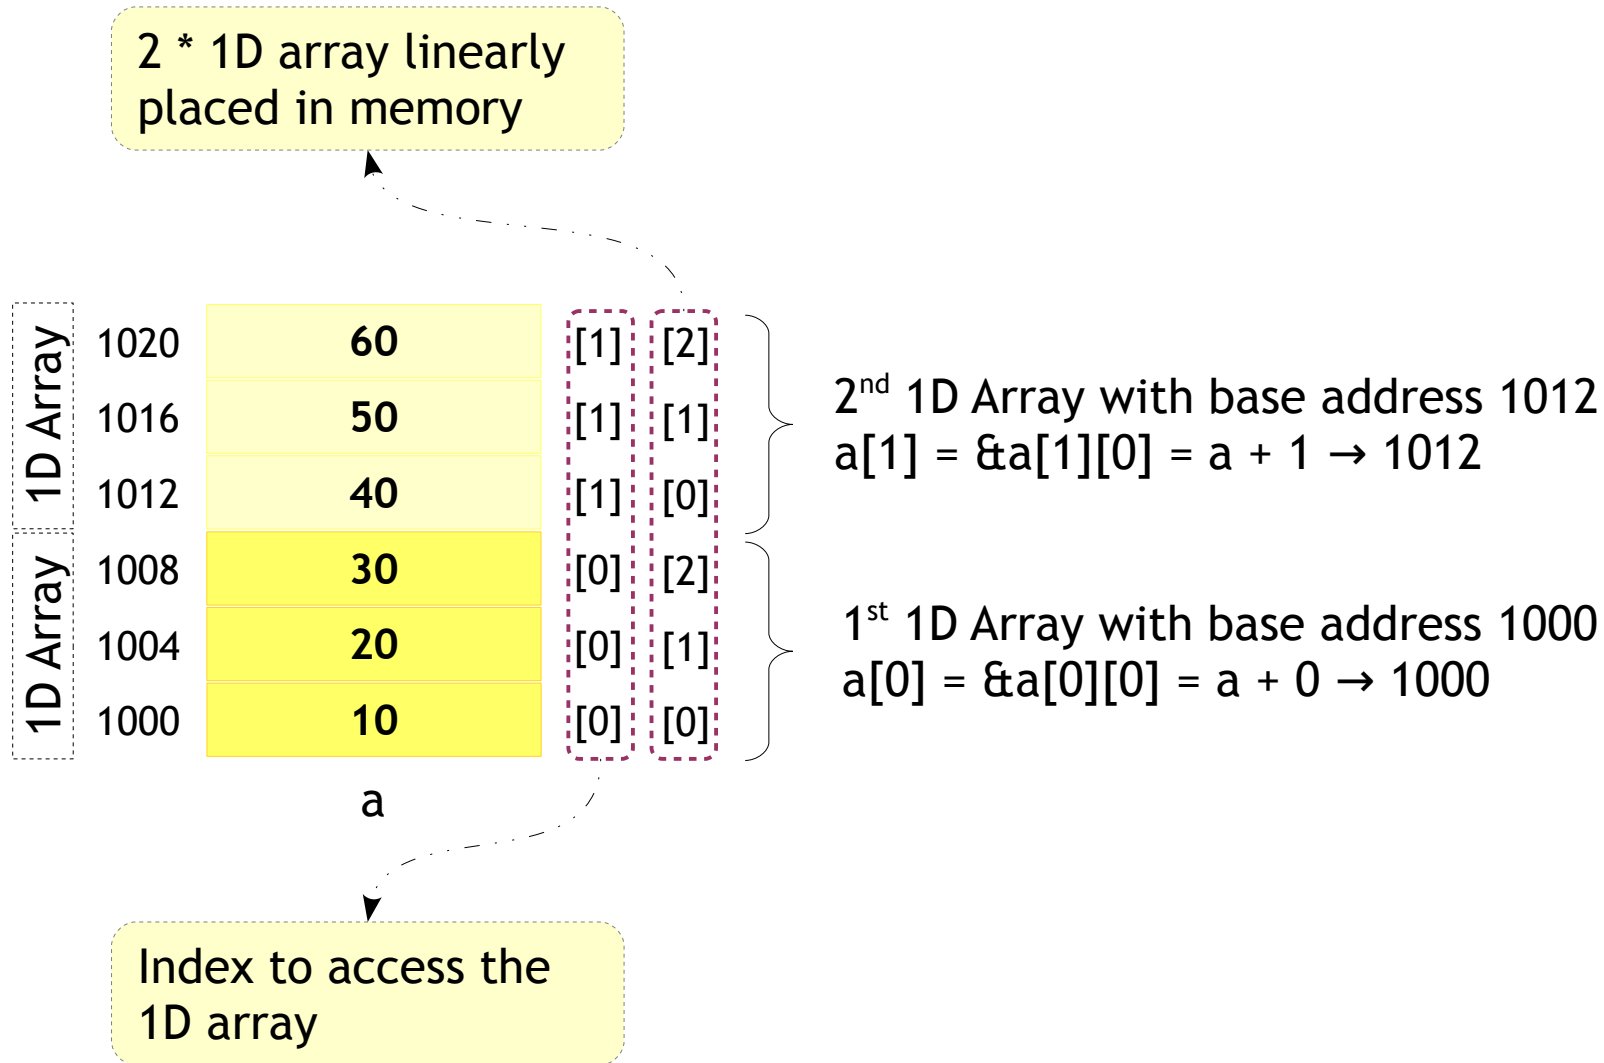 2 * 1D array linearly
placed in memory
1D Array
1020 60 [1] [2]
1016 50 [1] [1]
1012 40 [1] [0]
2nd 1D Array with base address 1012
a[1] = &a[1][0] = a + 1 → 1012
1D Array
1008 30 [0] [2]
1004 20 [0] [1]
1000 10 [0] [0]
1st 1D Array with base address 1000
a[0] = &a[0][0] = a + 0 → 1000
a
Index to access the
1D array